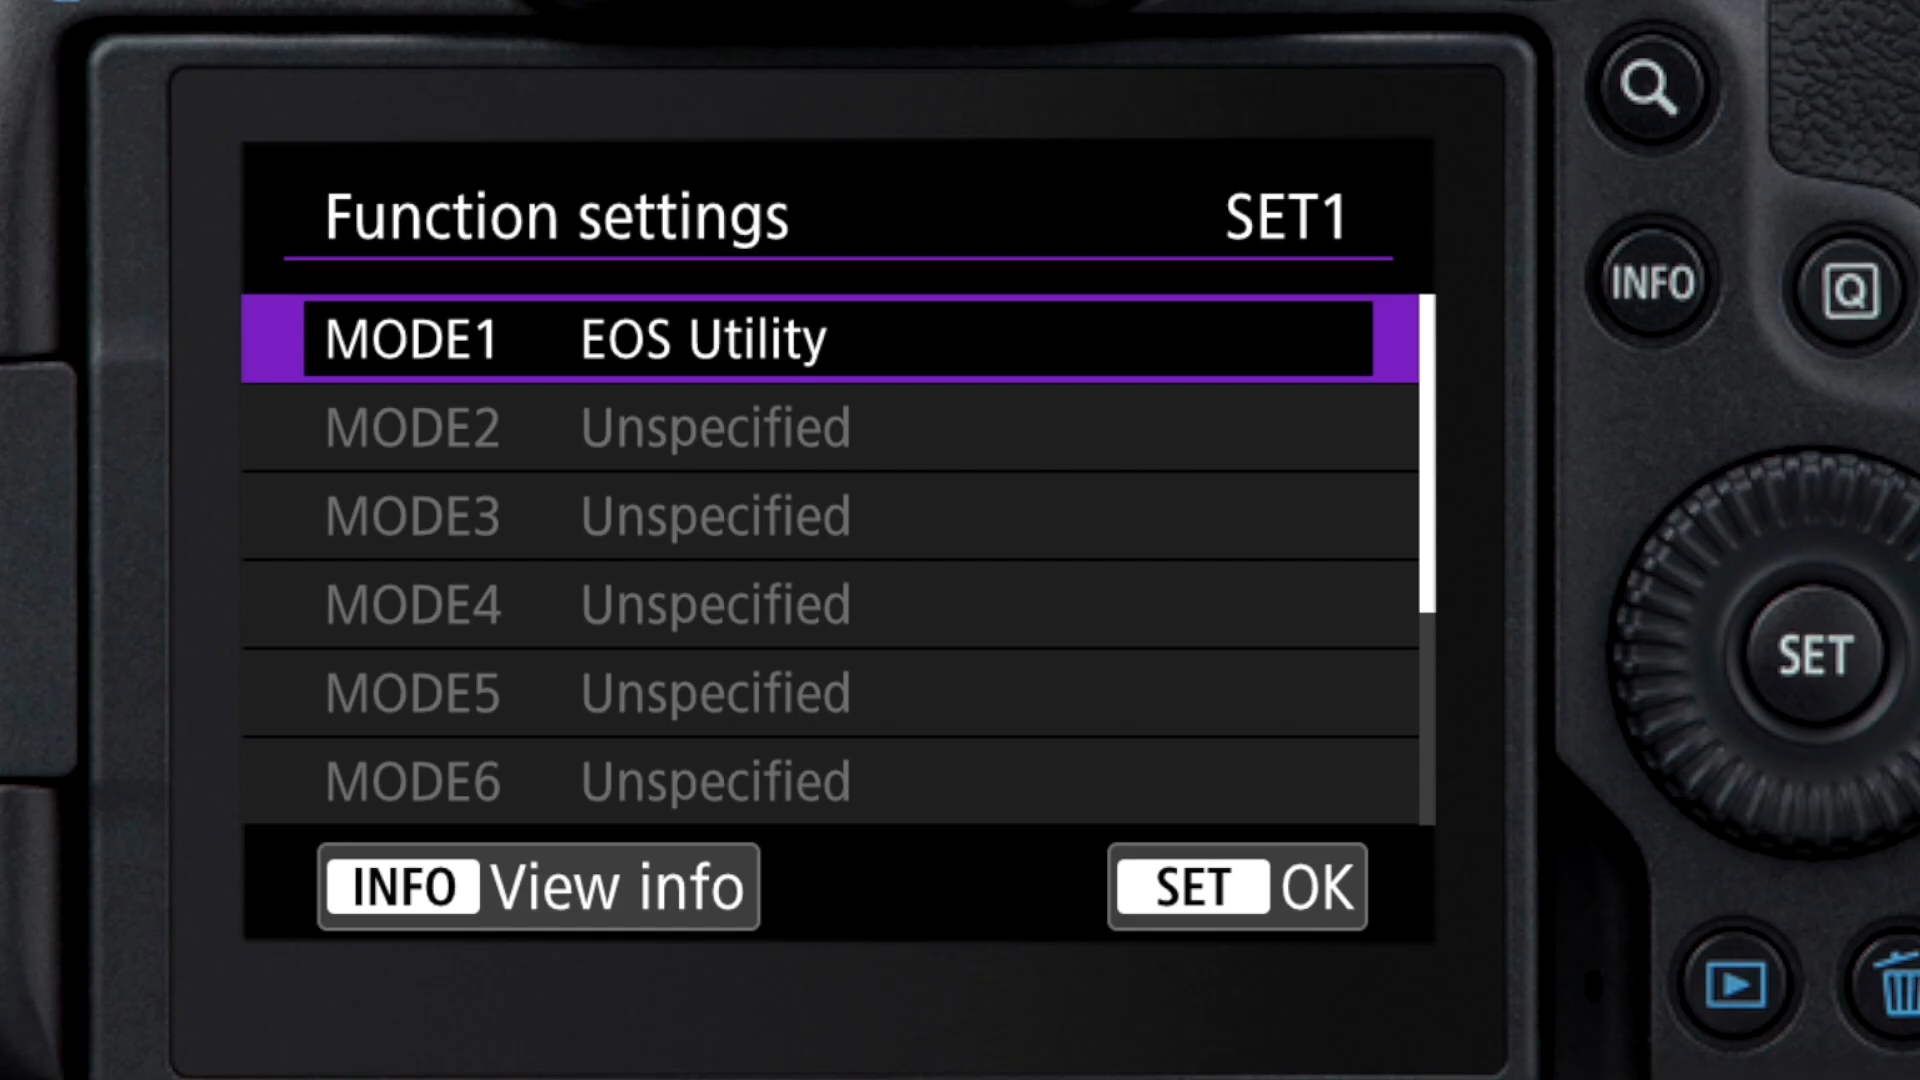 Function settings SET1
MODE1 EOS Utility
MODE2 Unspecified
MODE3 Unspecified
MODE4 Unspecified
MODE5 Unspecified
MODE6 Unspecified
INFO View info SET OK
INFO
Q
SET